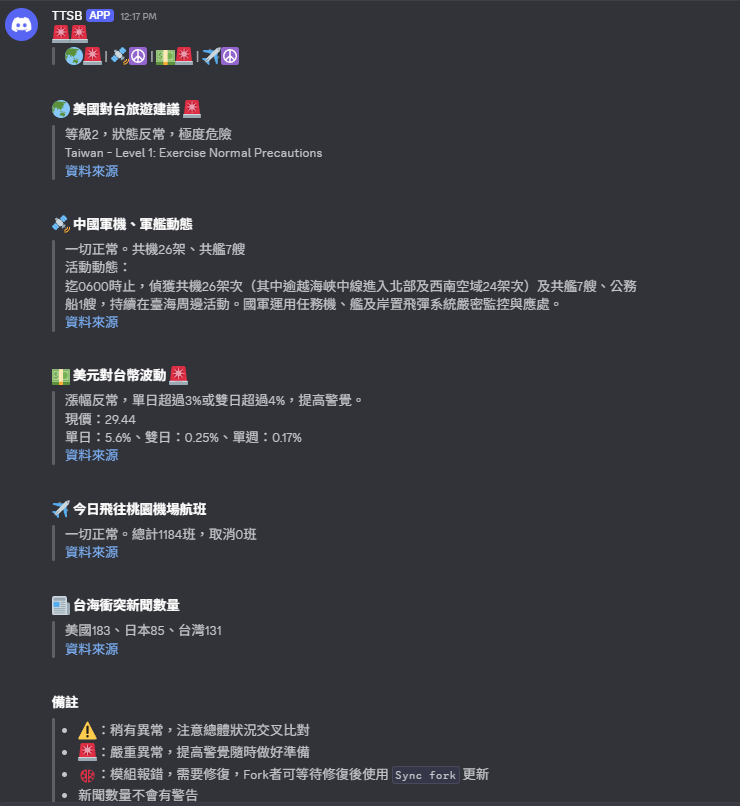 TTSB APP 12:17 PM
| | |
美國對台旅遊建議
等級2，狀態反常，極度危險
Taiwan - Level 1: Exercise Normal Precautions
資料來源
中國軍機、軍艦動態
一切正常。共機26架、共艦7艘
活動動態：
迄0600時止，偵獲共機26架次（其中逾越海峽中線進入北部及西南空域24架次）及共艦7艘、公務
船1艘，持續在臺海周邊活動。國軍運用任務機、艦及岸置飛彈系統嚴密監控與應處。
資料來源
美元對台幣波動
漲幅反常，單日超過3%或雙日超過4%，提高警覺。
現價：29.44
單日：5.6%、雙日：0.25%、單週：0.17%
資料來源
今日飛往桃園機場航班
一切正常。總計1184班，取消0班
資料來源
台海衝突新聞數量
美國183、日本85、台灣131
資料來源
備註
• ⚠️：稍有異常，注意總體狀況交叉比對
• 🚨：嚴重異常，提高警覺隨時做好準備
• ：模組報錯，需要修復，Fork者可等待修復後使用 Sync fork 更新
• 新聞數量不會有警告